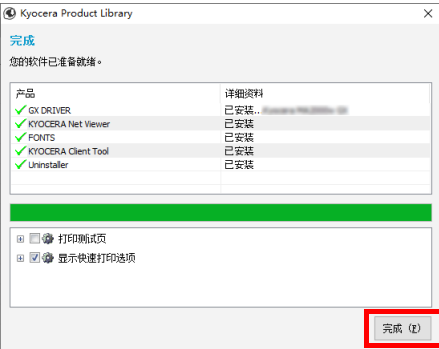 Kyocera Product Library
完成
您的软件已准备就绪。
产品 详细资料
GX DRIVER 已安装..
KYOCERA Net Viewer 已安装
FONTS 已安装
KYOCERA Client Tool 已安装
Uninstaller 已安装
打印测试页
显示快速打印选项
完成 (F)